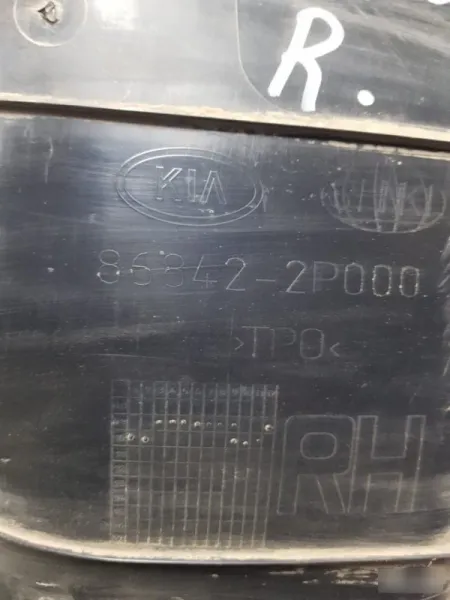 R.
KIA
86842-2P000
>TPO<
RH